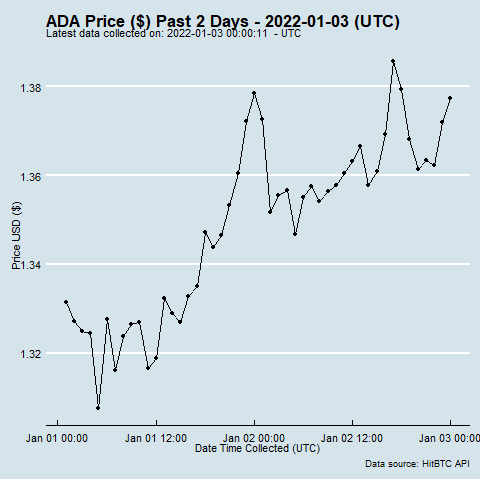 ADA Price ($) Past 2 Days - 2022-01-03 (UTC)
Latest data collected on: 2022-01-03 00:00:11 - UTC
1.38
1.36
1.34
1.32
Price USD ($)
Jan 01 00:00 Jan 01 12:00 Jan 02 00:00 Jan 02 12:00 Jan 03 00:00
Date Time Collected (UTC)
Data source: HitBTC API